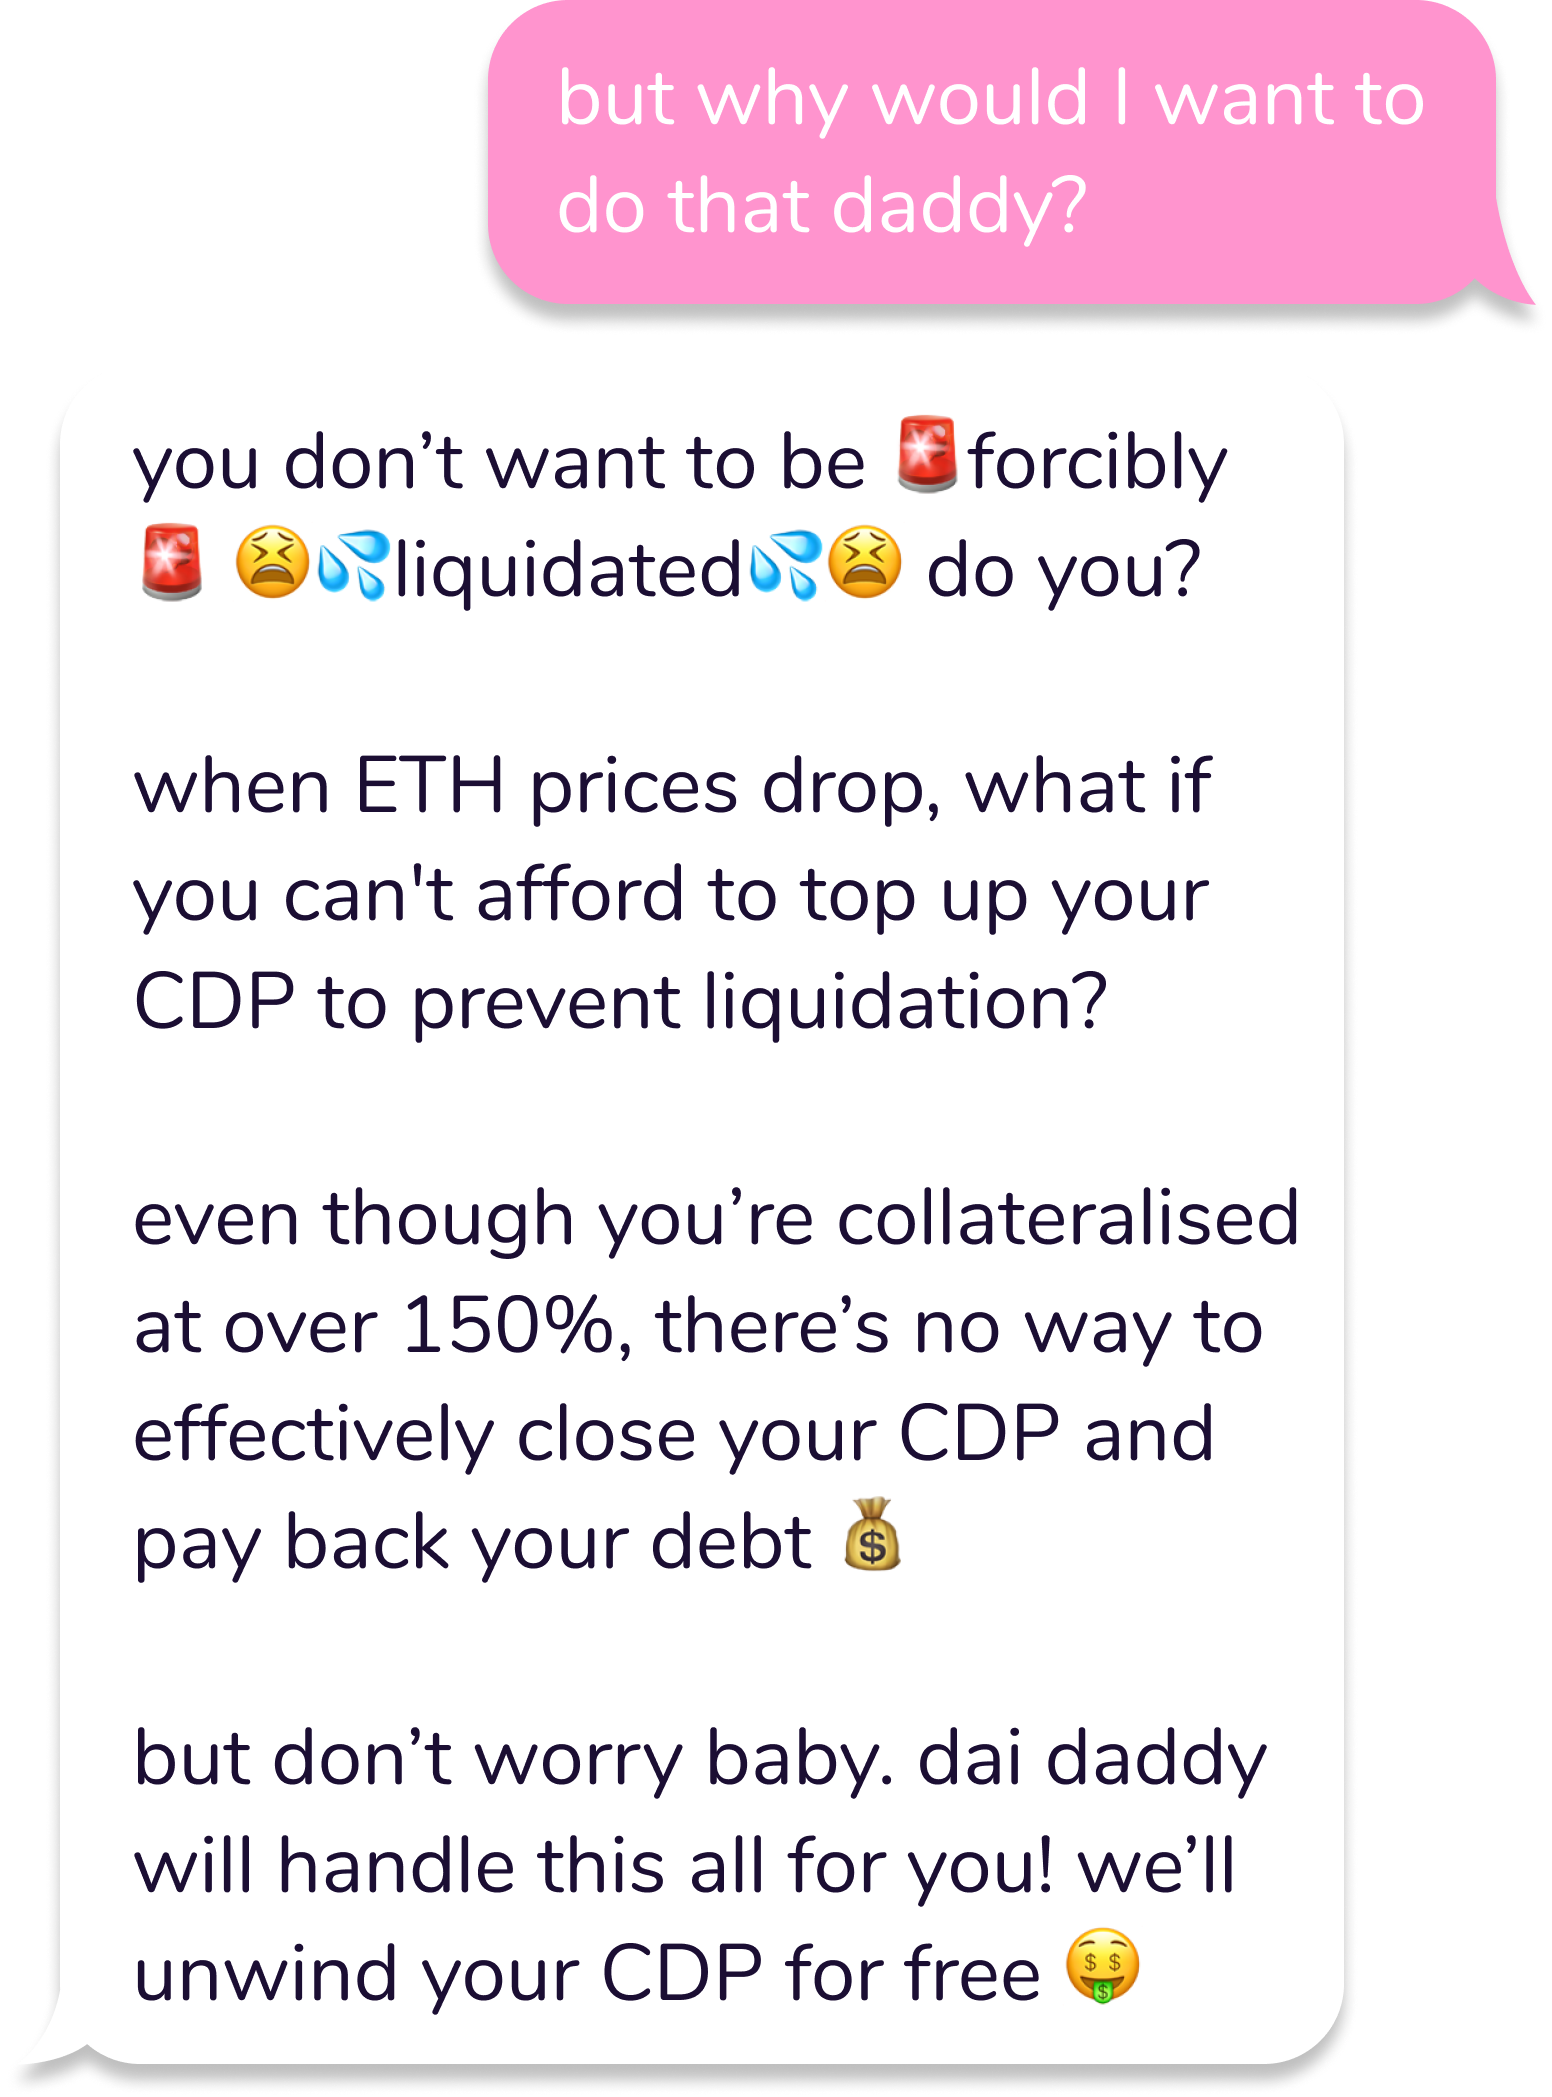 but why would I want to
do that daddy?
you don’t want to be 🚨forcibly
🚨 😫💦liquidated💦😫 do you?
when ETH prices drop, what if
you can't afford to top up your
CDP to prevent liquidation?
even though you’re collateralised
at over 150%, there’s no way to
effectively close your CDP and
pay back your debt 💰
but don’t worry baby. dai daddy
will handle this all for you! we’ll
unwind your CDP for free 🤑